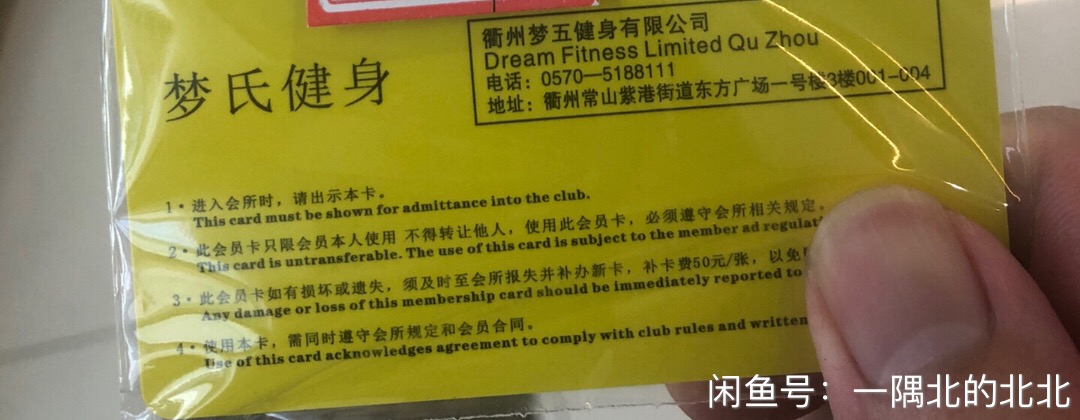 衢州梦五健身有限公司
Dream Fitness Limited Qu Zhou
电话：0570—5188111
地址：衢州常山紫港街道东方广场一号楼3楼001-004
梦氏健身
1·进入会所时，请出示本卡。
This card must be shown for admittance into the club.
2·此会员卡只限会员本人使用 不得转让他人，使用此会员卡，必须遵守会所相关规定。
This card is untransferable. The use of this card is subject to the member ad regulati
3·此会员卡如有损坏或遗失，须及时至会所报失并补办新卡，补卡费50元/张，以免
Any damage or loss of this membership card should be immediately reported to
4·使用本卡，需同时遵守会所规定和会员合同。
Use of this card acknowledges agreement to comply with club rules and written
闲鱼号：一隅北的北北